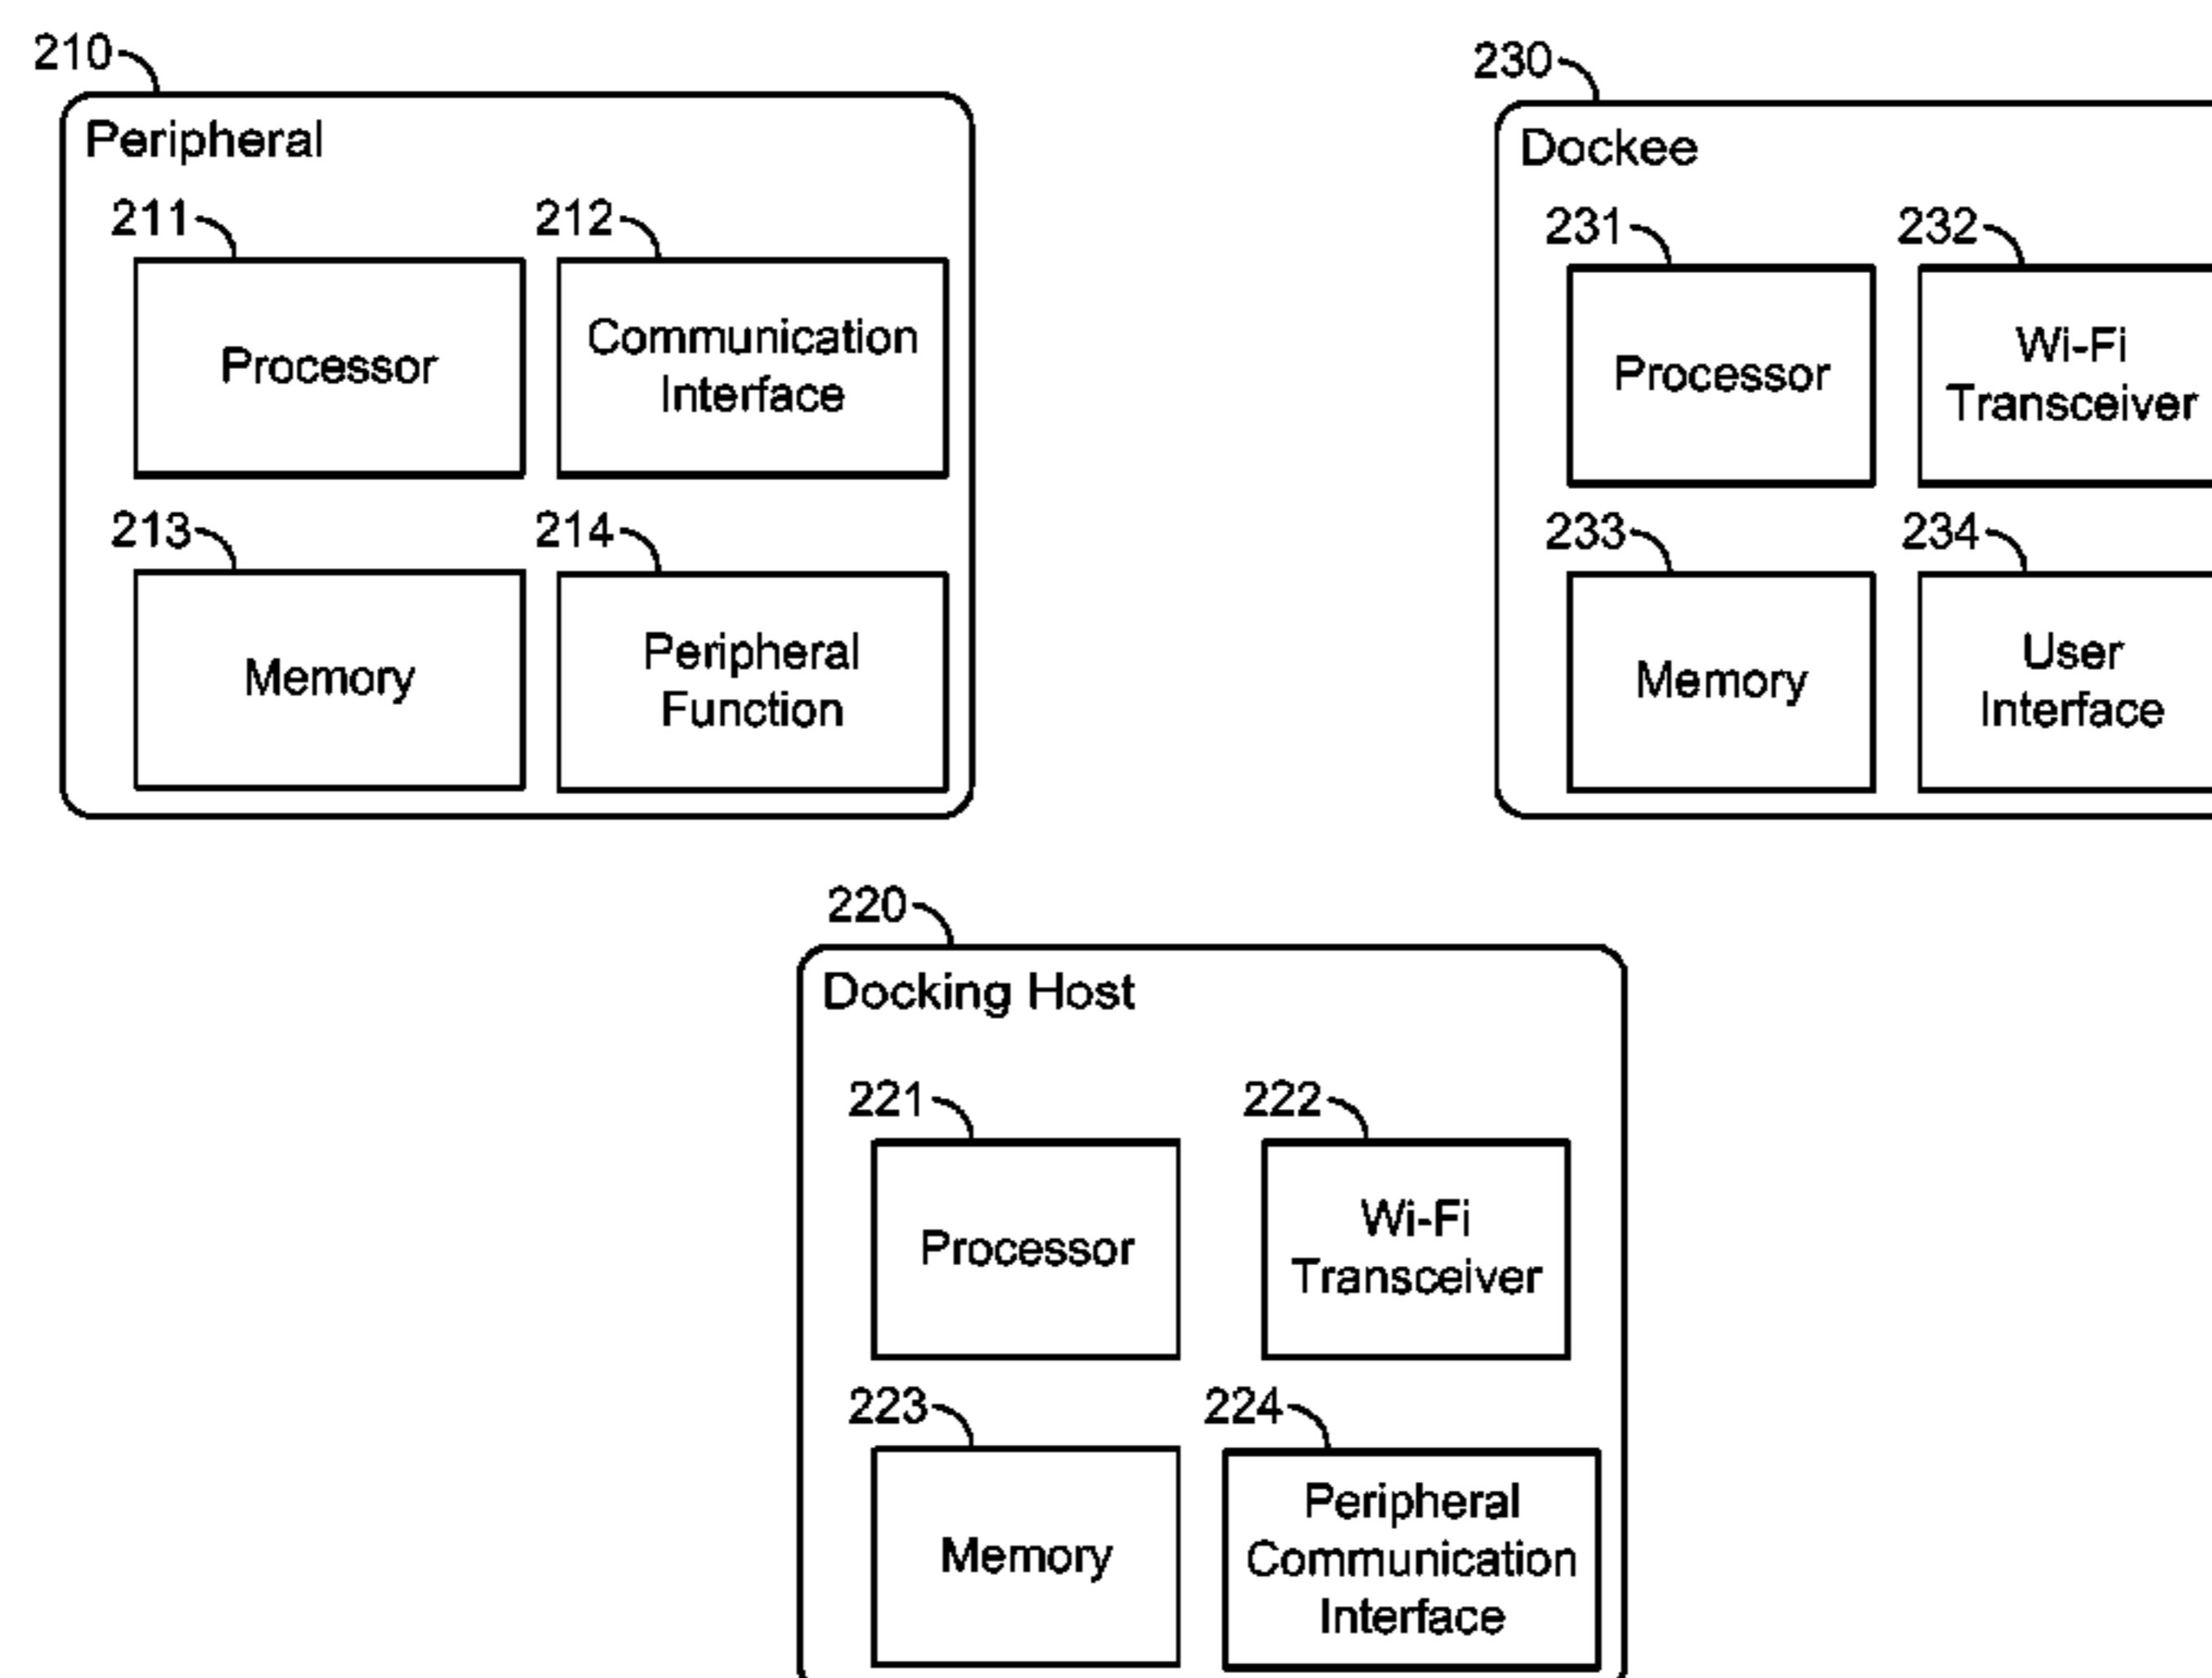 210
Peripheral
211
212
Processor
Communication
Interface
213
214
Memory
Peripheral
Function
230
Dockee
231
232
Processor
Wi-Fi
Transceiver
233
234
Memory
User
Interface
220
Docking Host
221
222
Processor
Wi-Fi
Transceiver
223
224
Memory
Peripheral
Communication
Interface